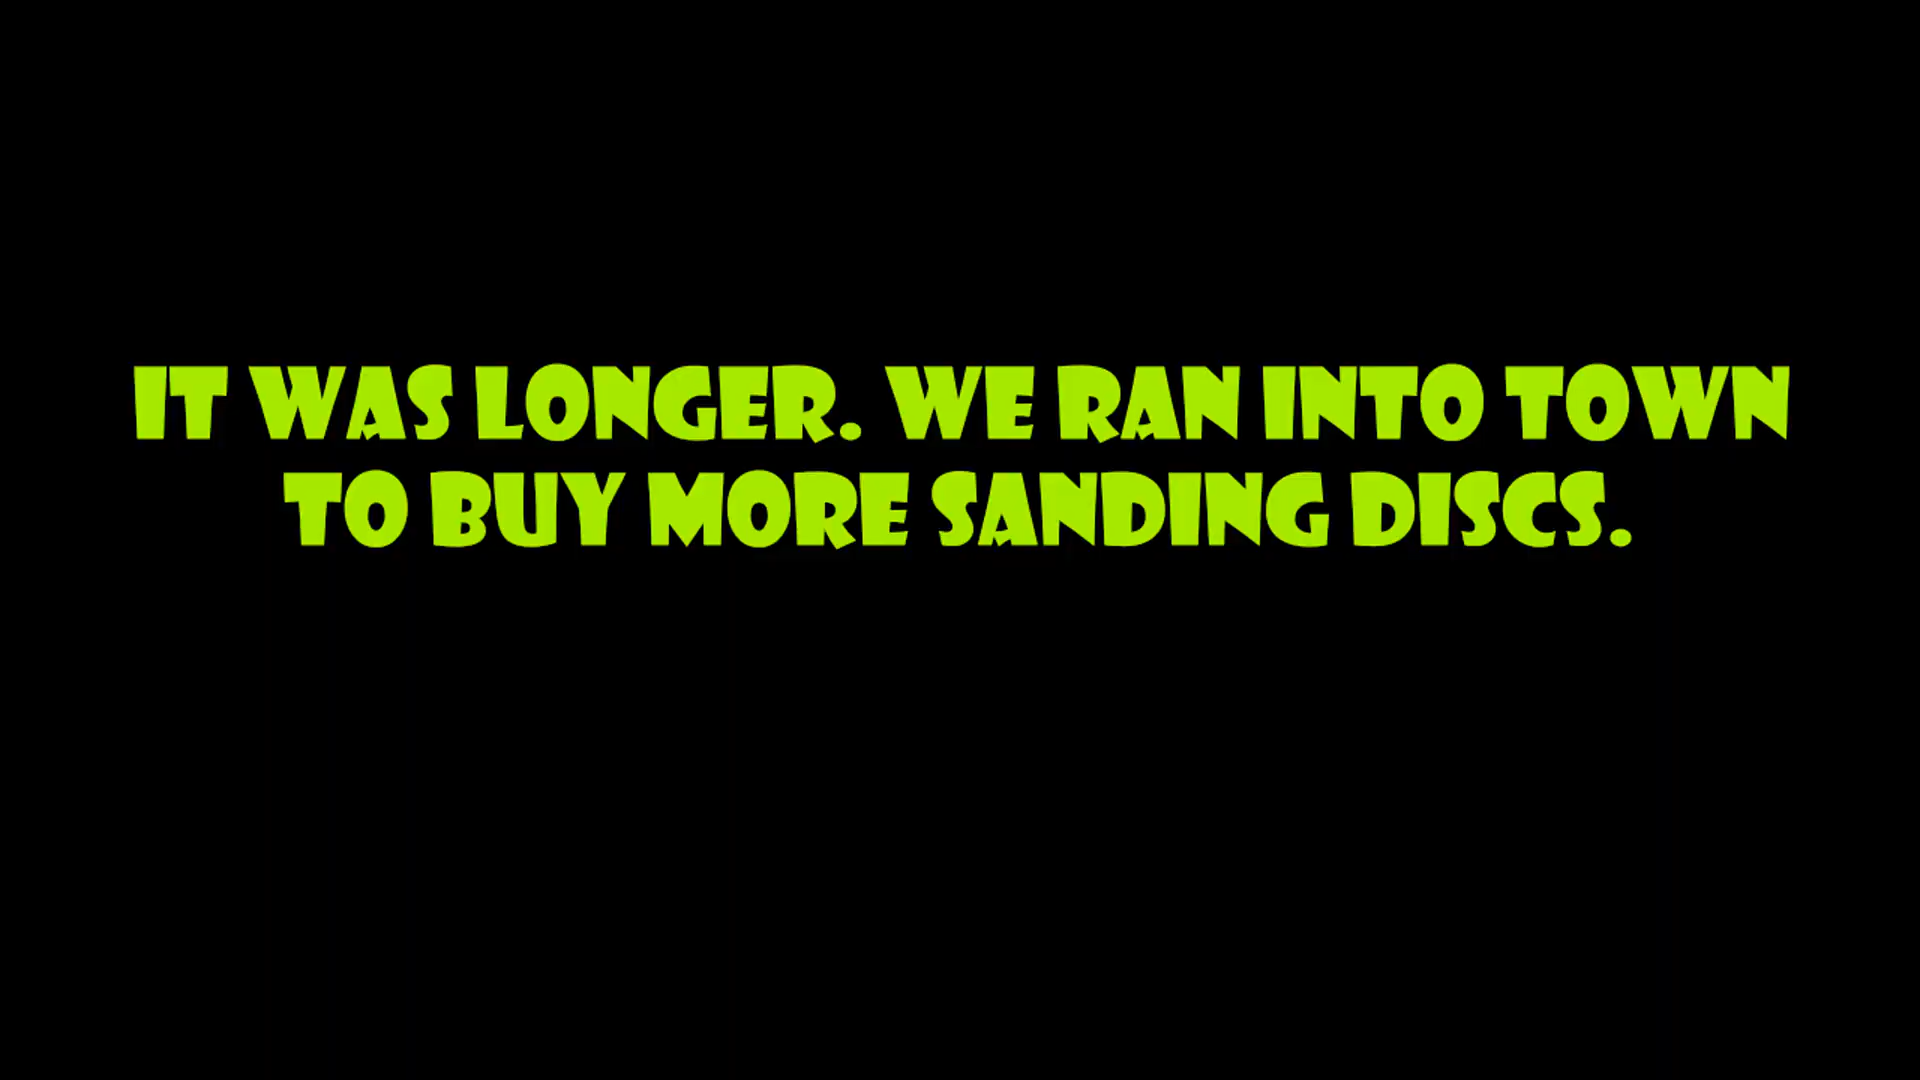 IT WAS LONGER. WE RAN INTO TOWN
TO BUY MORE SANDING DISCS.